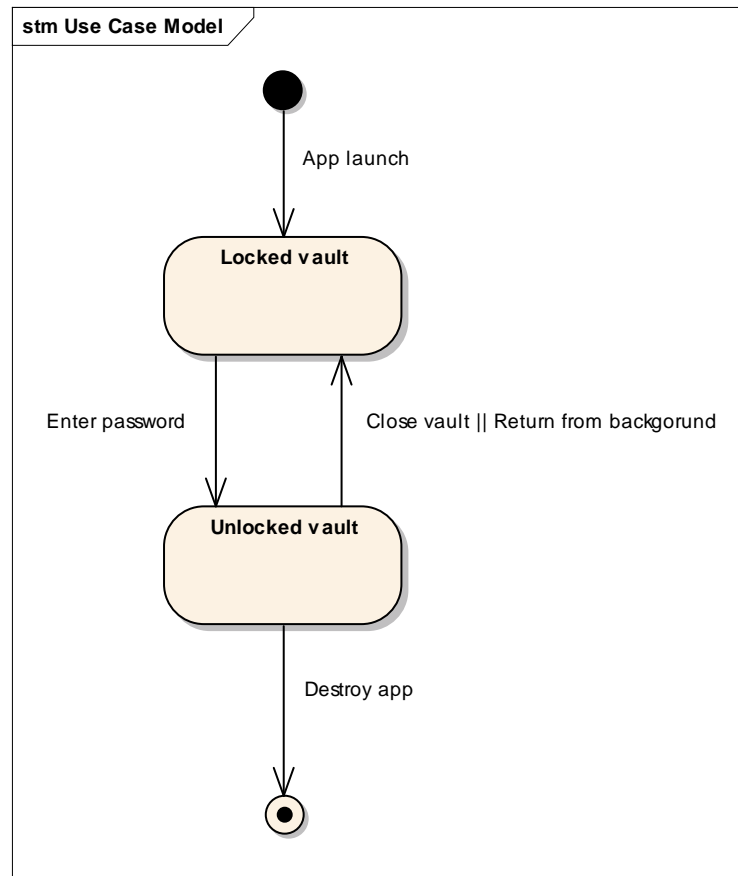 stm Use Case Model
App launch
Locked vault
Enter password
Close vault || Return from backgorund
Unlocked vault
Destroy app